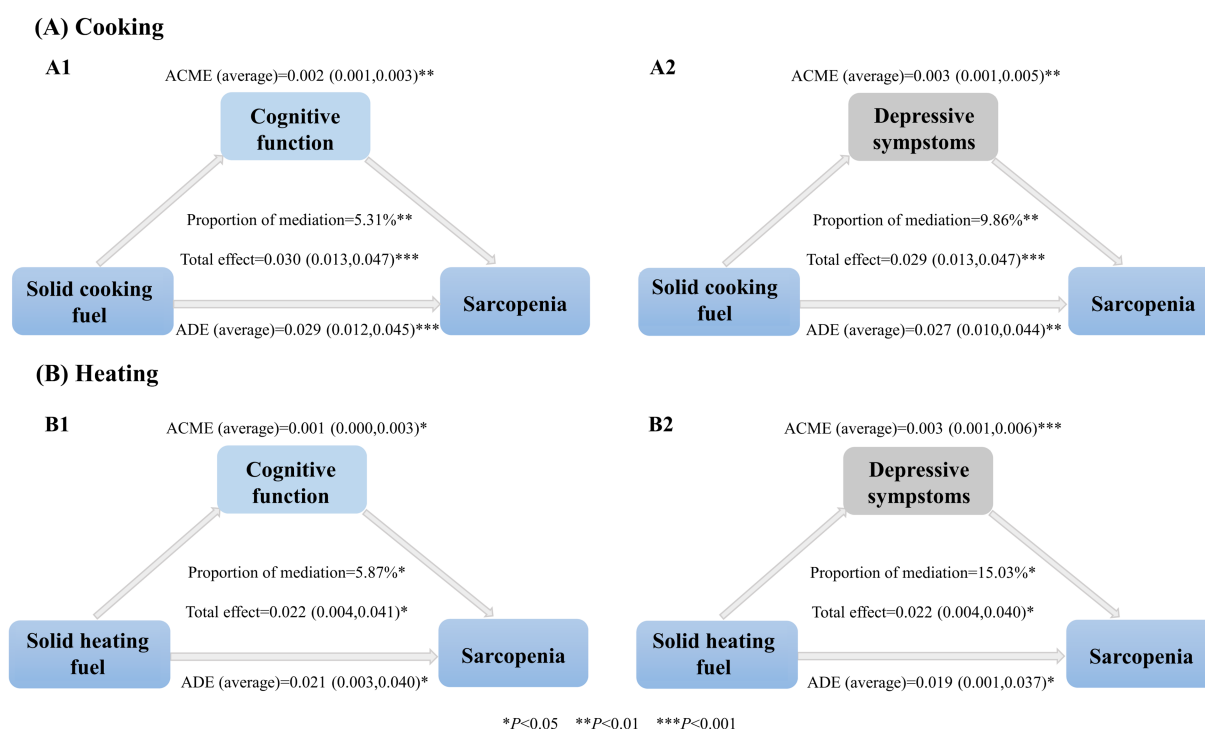 (A) Cooking
A1
ACME (average)=0.002 (0.001,0.003)**
Cognitive
function
Proportion of mediation=5.31%**
Total effect=0.030 (0.013,0.047)***
Solid cooking
fuel
Sarcopenia
ADE (average)=0.029 (0.012,0.045)***
A2
ACME (average)=0.003 (0.001,0.005)**
Depressive
sympstoms
Proportion of mediation=9.86%**
Total effect=0.029 (0.013,0.047)***
Solid cooking
fuel
Sarcopenia
ADE (average)=0.027 (0.010,0.044)**
(B) Heating
B1
ACME (average)=0.001 (0.000,0.003)*
Cognitive
function
Proportion of mediation=5.87%*
Total effect=0.022 (0.004,0.041)*
Solid heating
fuel
Sarcopenia
ADE (average)=0.021 (0.003,0.040)*
B2
ACME (average)=0.003 (0.001,0.006)***
Depressive
sympstoms
Proportion of mediation=15.03%*
Total effect=0.022 (0.004,0.040)*
Solid heating
fuel
Sarcopenia
ADE (average)=0.019 (0.001,0.037)*
*P<0.05 **P<0.01 ***P<0.001